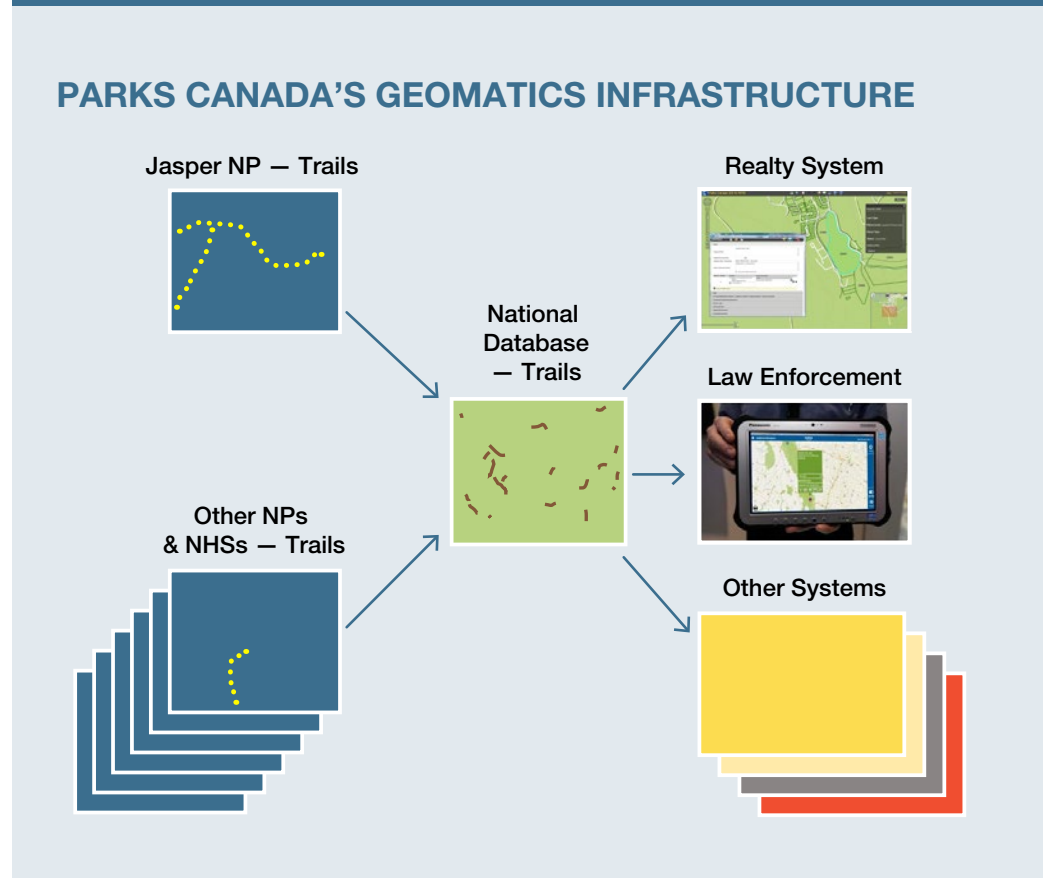 PARKS CANADA'S GEOMATICS INFRASTRUCTURE
Jasper NP — Trails
Realty System
National
Database
— Trails
Law Enforcement
Panasonic
Other NPs
& NHSs — Trails
Other Systems